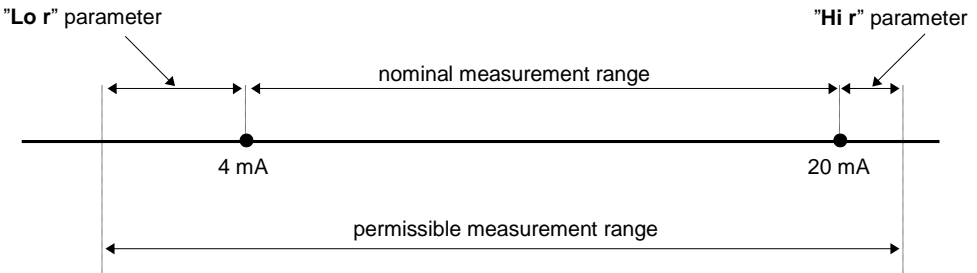 ”Lo r” parameter
”Hi r” parameter
nominal measurement range
4 mA
20 mA
permissible measurement range